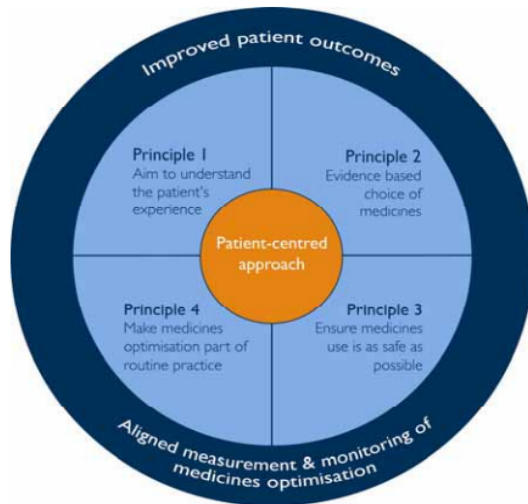 Improved patient outcomes
Principle 1
Aim to understand
the patient's
experience
Principle 2
Evidence based
choice of
medicines
Patient-centred
approach
Principle 4
Make medicines
optimisation part of
routine practice
Principle 3
Ensure medicines
use is as safe as
possible
Aligned measurement & monitoring of
medicines optimisation